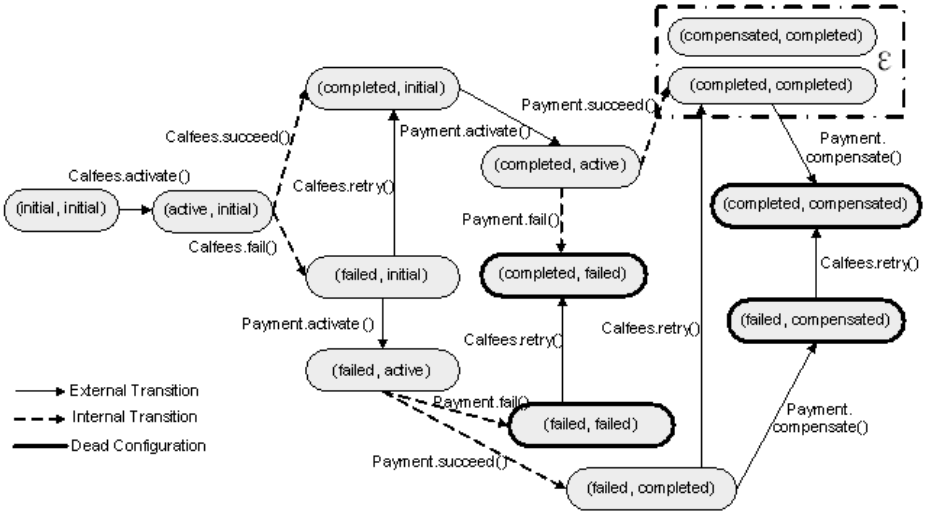 (compensated, completed)
ε
(completed, initial)
(completed, completed)
Payment.succeed()
Calfees.succeed()
Payment.activate()
Payment.
compensate()
(completed, active)
Calfees.activate()
Calfees.retry()
(initial, initial)
(active, initial)
(completed, compensated)
Payment.fail()
Calfees.fail()
(failed, initial)
(completed, failed)
Calfees.retry()
Payment.activate()
(failed, compensated)
Calfees.retry()
Calfees.retry()
(failed, active)
External Transition
Payment.fail()
Internal Transition
(failed, failed)
Payment.
compensate()
Dead Configuration
Payment.succeed()
(failed, completed)